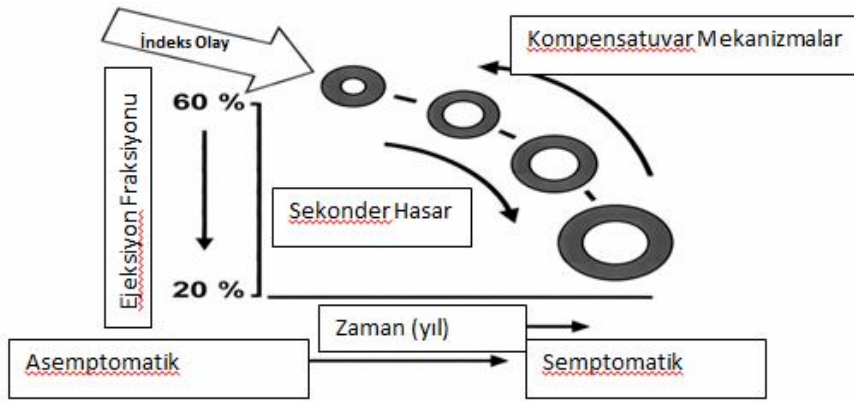 İndeks Olay
Kompensatuvar Mekanizmalar
60 %
Ejeksiyon Fraksiyonu
Sekonder Hasar
20 %
Zaman (yıl)
Asemptomatik
Semptomatik